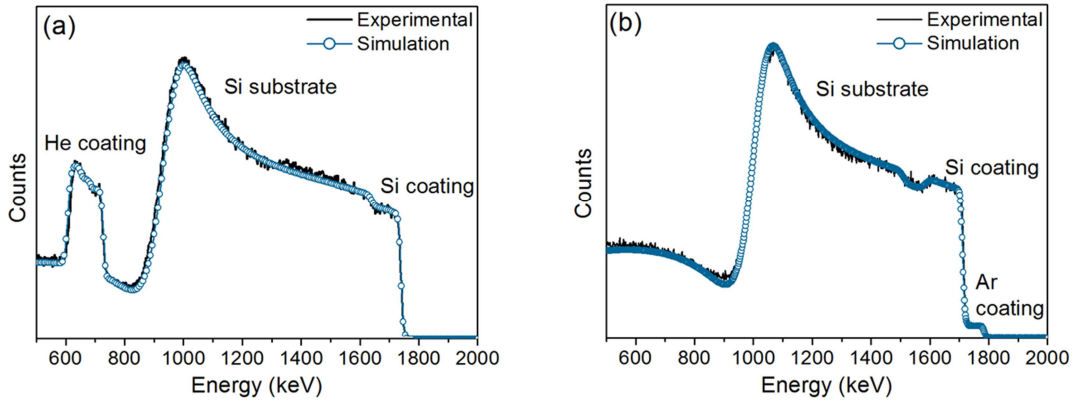 (a)
Experimental
Simulation
Si substrate
He coating
Si coating
Counts
600 800 1000 1200 1400 1600 1800 2000
Energy (keV)
(b)
Experimental
Simulation
Si substrate
Si coating
Ar
coating
Counts
600 800 1000 1200 1400 1600 1800 2000
Energy (keV)